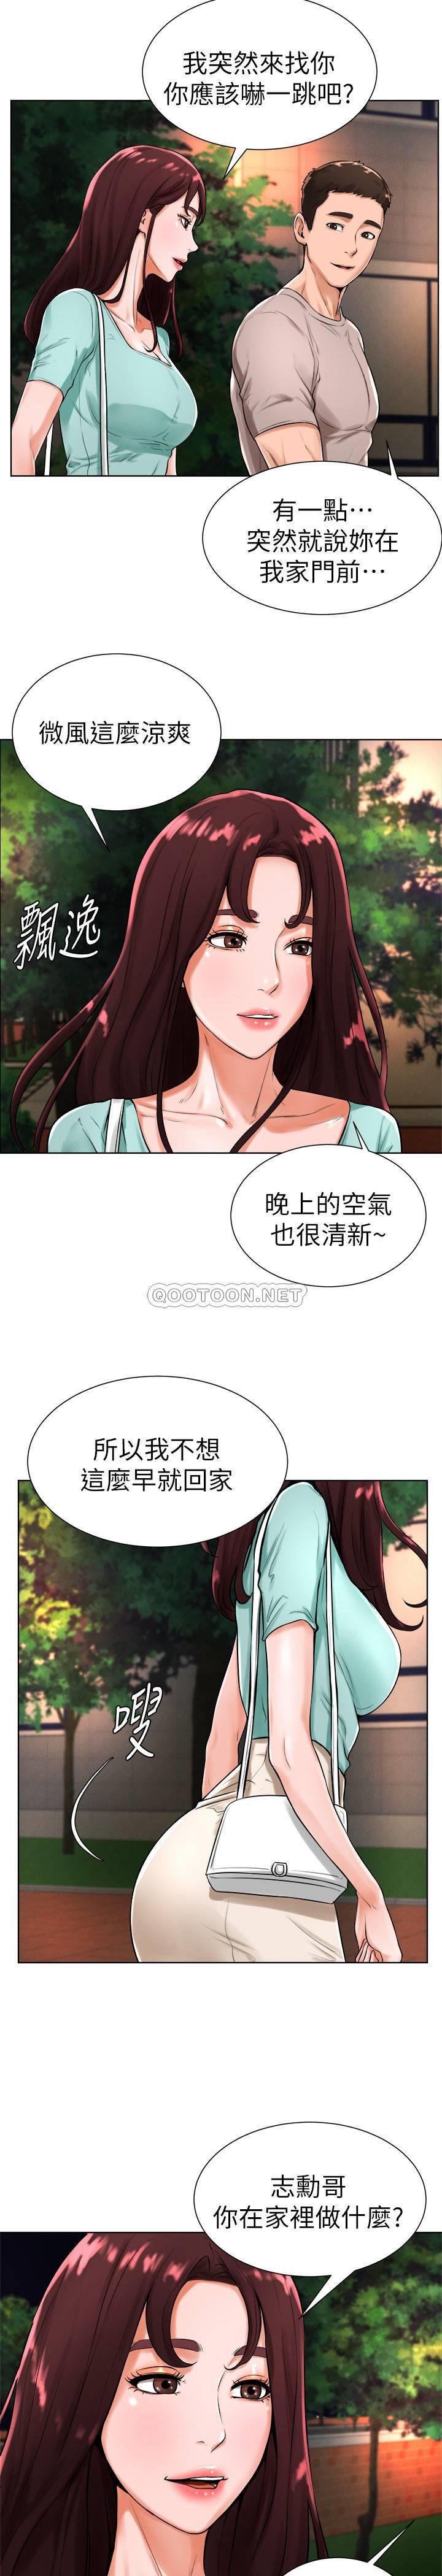 我突然來找你
你應該嚇一跳吧?
有一點…
突然就說妳在
我家門前…
微風這麼涼爽
飄逸
晚上的空氣
也很清新~
QOOTOON.NET
所以我不想
這麼早就回家
嗖
志勳哥
你在家裡做什麼?